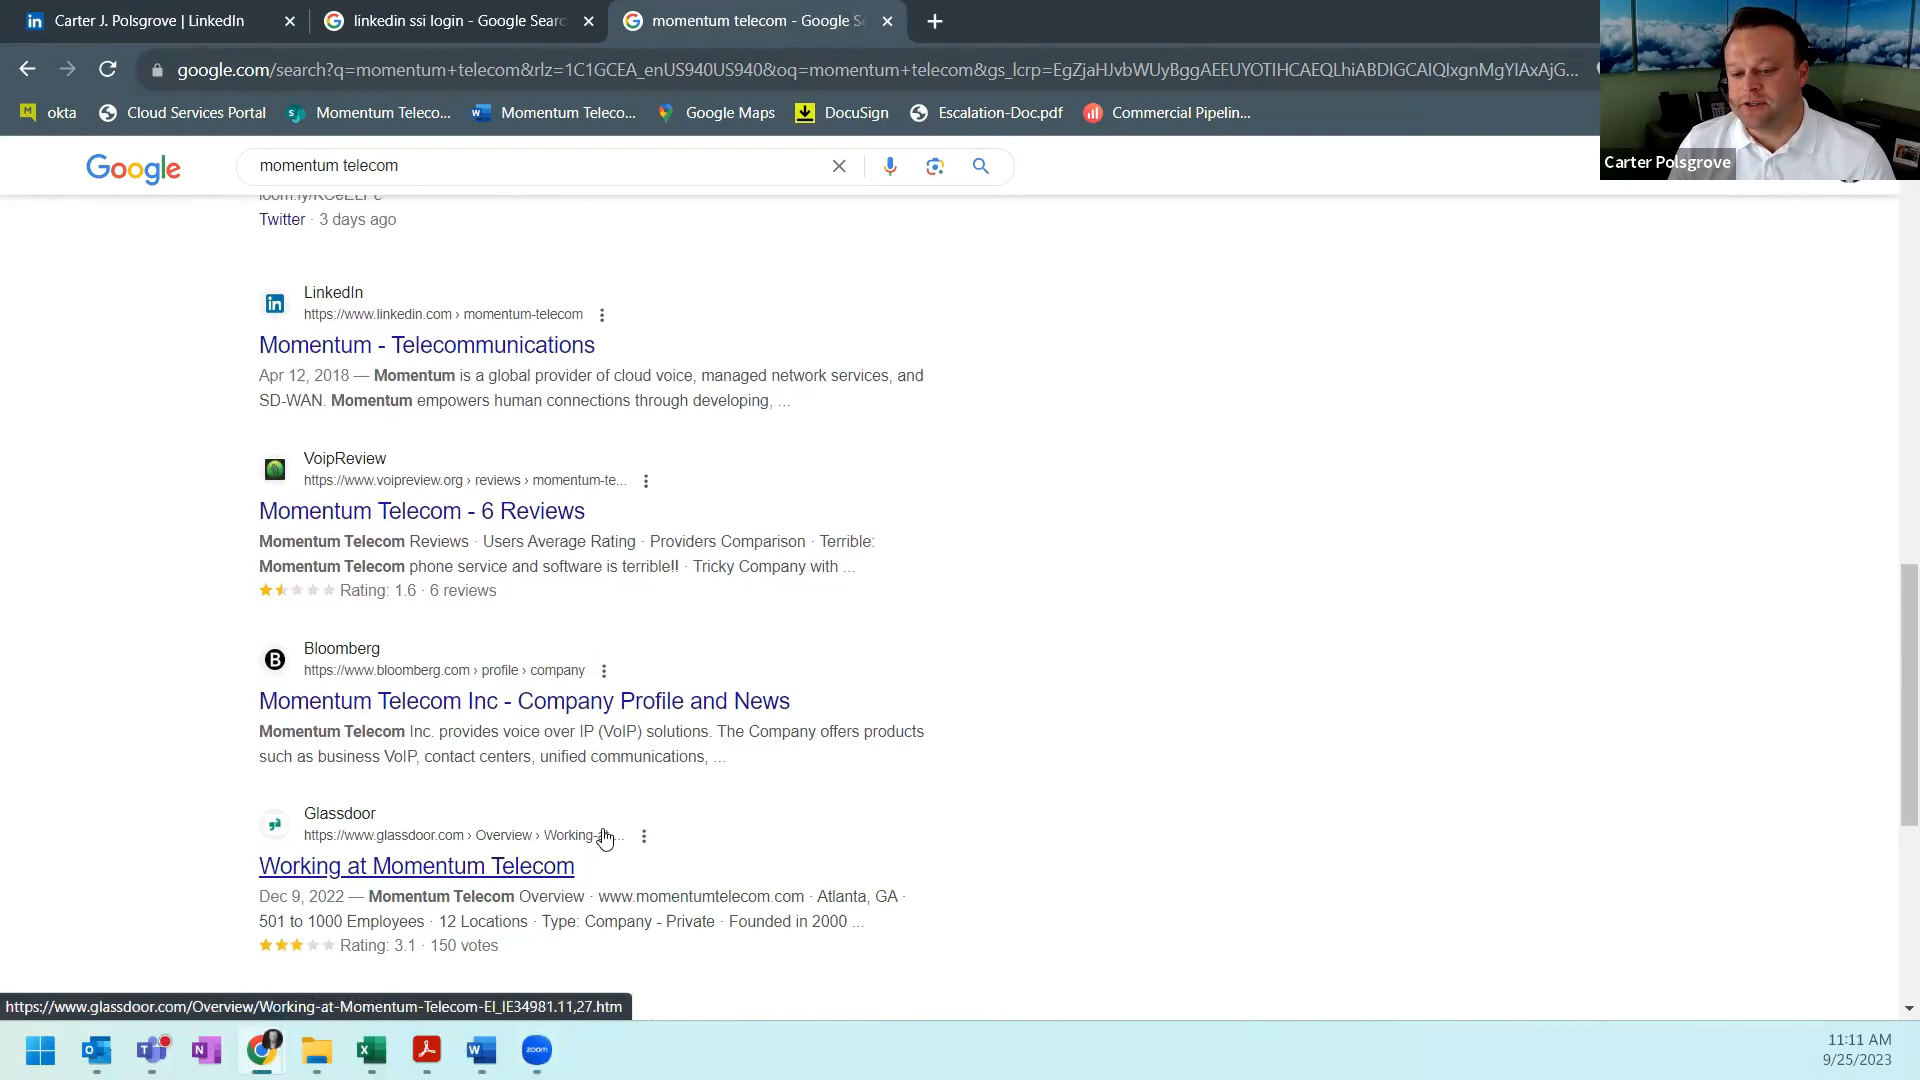 Carter J. Polsgrove | LinkedIn
linkedin ssi login - Google Searc
momentum telecom - Google S
google.com/search?q=momentum+telecom&rlz=1C1GCEA_enUS940US940&oq=momentum+telecom&gs_lcrp=EgZjaHJvbWUyBggAEEUYOTIHCAEQLhiABDIGCAIQIxgnMgYIAxAjG...
okta
Cloud Services Portal
Momentum Teleco...
Momentum Teleco...
Google Maps
DocuSign
Escalation-Doc.pdf
Commercial Pipelin...
Carter Polsgrove
Google
momentum telecom
Twitter · 3 days ago
LinkedIn
https://www.linkedin.com › momentum-telecom
Momentum - Telecommunications
Apr 12, 2018 — Momentum is a global provider of cloud voice, managed network services, and
SD-WAN. Momentum empowers human connections through developing, ...
VoipReview
https://www.voipreview.org › reviews › momentum-te...
Momentum Telecom - 6 Reviews
Momentum Telecom Reviews · Users Average Rating · Providers Comparison · Terrible:
Momentum Telecom phone service and software is terrible!! · Tricky Company with ...
Rating: 1.6 · 6 reviews
Bloomberg
https://www.bloomberg.com › profile › company
Momentum Telecom Inc - Company Profile and News
Momentum Telecom Inc. provides voice over IP (VoIP) solutions. The Company offers products
such as business VoIP, contact centers, unified communications, ...
Glassdoor
https://www.glassdoor.com › Overview › Working-a...
Working at Momentum Telecom
Dec 9, 2022 — Momentum Telecom Overview · www.momentumtelecom.com · Atlanta, GA ·
501 to 1000 Employees · 12 Locations · Type: Company - Private · Founded in 2000 ...
Rating: 3.1 · 150 votes
https://www.glassdoor.com/Overview/Working-at-Momentum-Telecom-EI_IE34981.11,27.htm
zoom
11:11 AM
9/25/2023